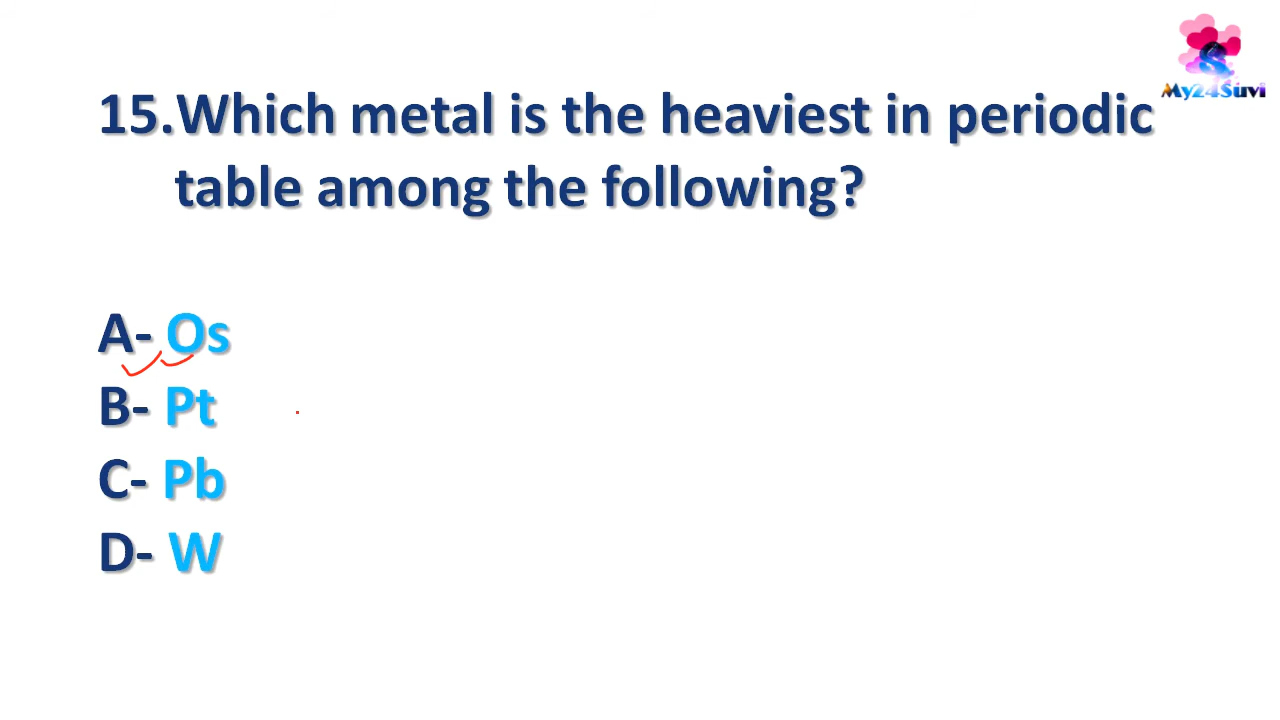 My24Suvi
15.Which metal is the heaviest in periodic
table among the following?
A- Os
B- Pt
C- Pb
D- W